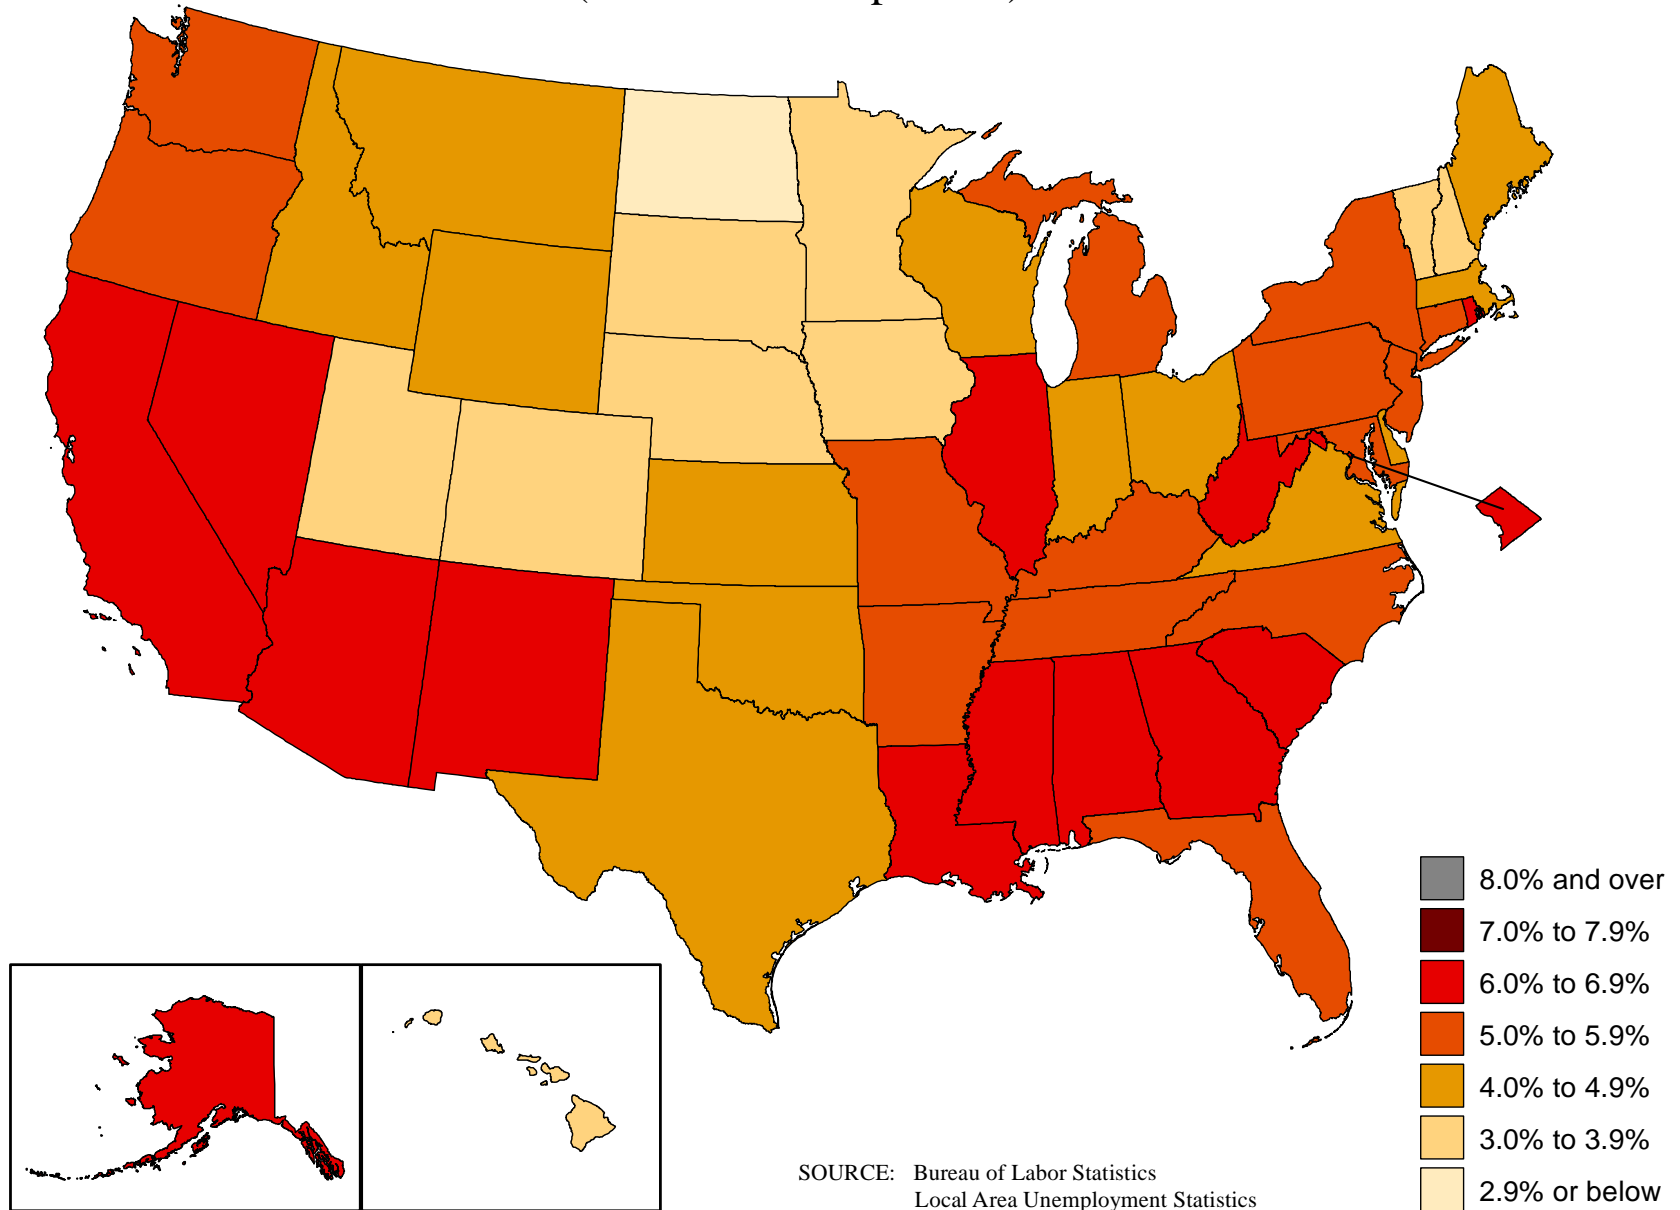 8.0% and over
7.0% to 7.9%
6.0% to 6.9%
5.0% to 5.9%
4.0% to 4.9%
3.0% to 3.9%
2.9% or below
SOURCE: Bureau of Labor Statistics
Local Area Unemployment Statistics